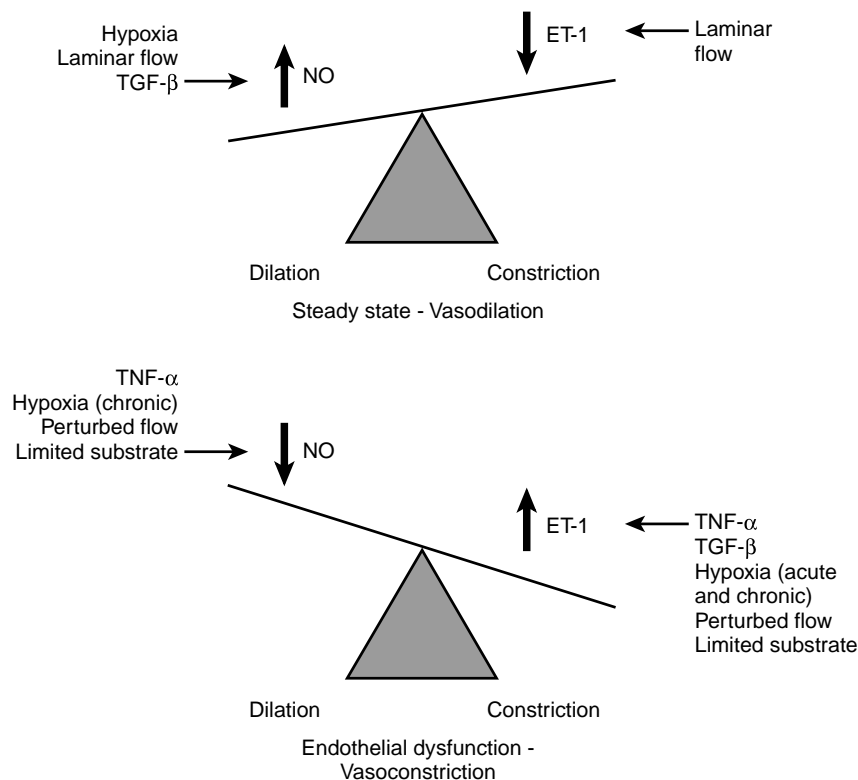 Hypoxia
Laminar flow
TGF-β
NO
ET-1
Laminar
flow
Dilation
Constriction
Steady state - Vasodilation
TNF-α
Hypoxia (chronic)
Perturbed flow
Limited substrate
NO
ET-1
TNF-α
TGF-β
Hypoxia (acute
and chronic)
Perturbed flow
Limited substrate
Dilation
Constriction
Endothelial dysfunction -
Vasoconstriction